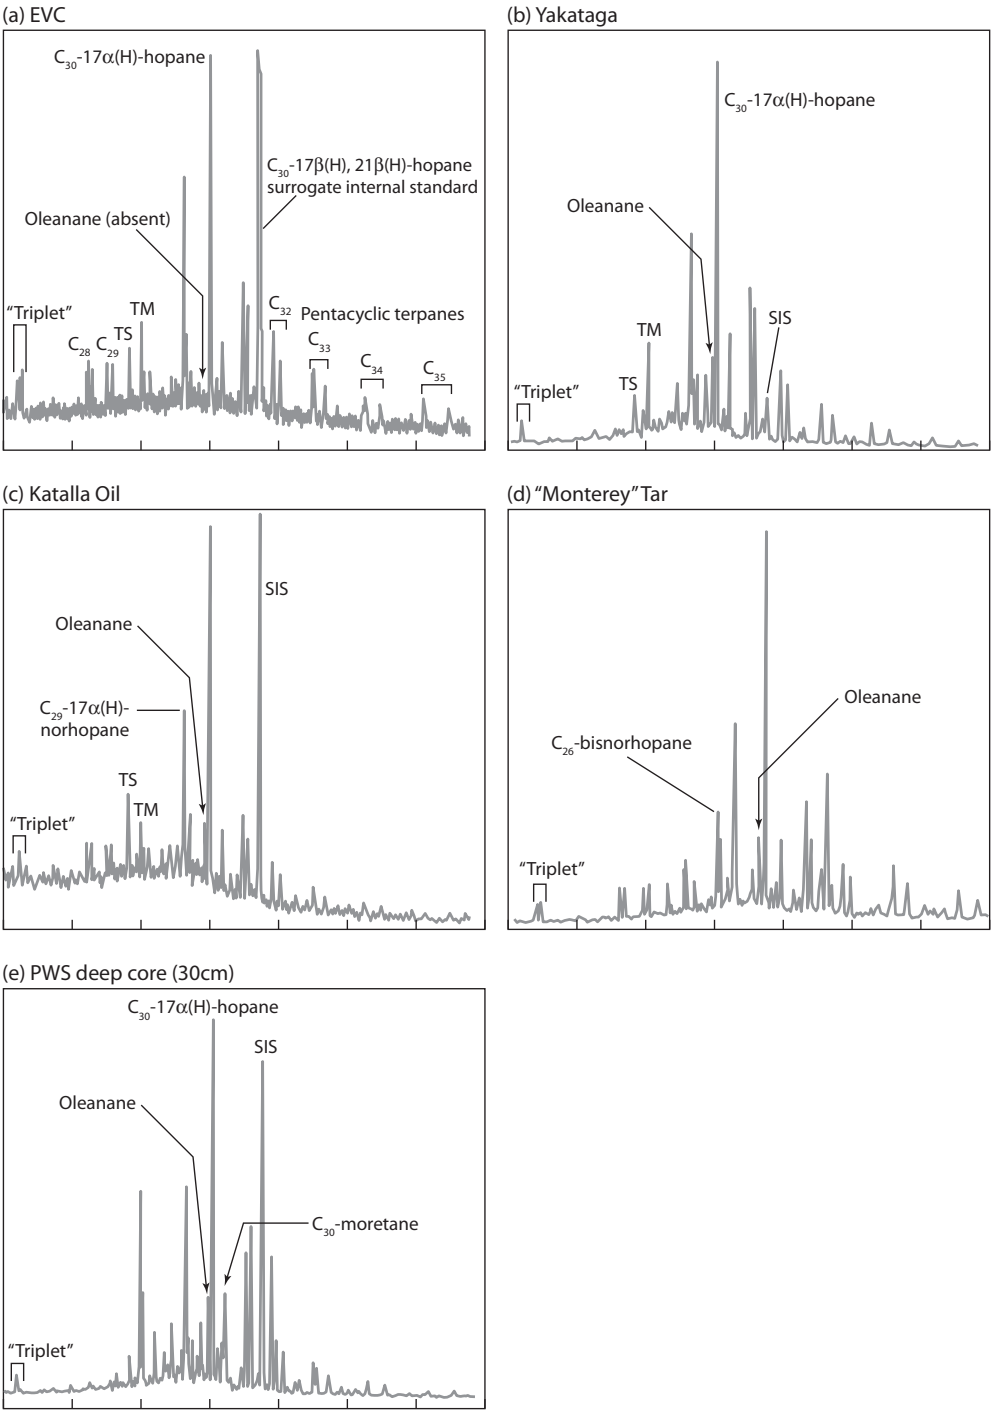 (a) EVC
C₃₀-17α(H)-hopane
C₃₀-17β(H), 21β(H)-hopane
surrogate internal standard
Oleanane (absent)
“Triplet”
C₂₈
C₂₉
TS
TM
C₃₂
Pentacyclic terpanes
C₃₃
C₃₄
C₃₅
(b) Yakataga
C₃₀-17α(H)-hopane
Oleanane
TM
SIS
TS
“Triplet”
(c) Katalla Oil
SIS
Oleanane
C₂₉-17α(H)-
norhopane
TS
TM
“Triplet”
(d) “Monterey” Tar
Oleanane
C₂₆-bisnorhopane
“Triplet”
(e) PWS deep core (30cm)
C₃₀-17α(H)-hopane
SIS
Oleanane
C₃₀-moretane
“Triplet”